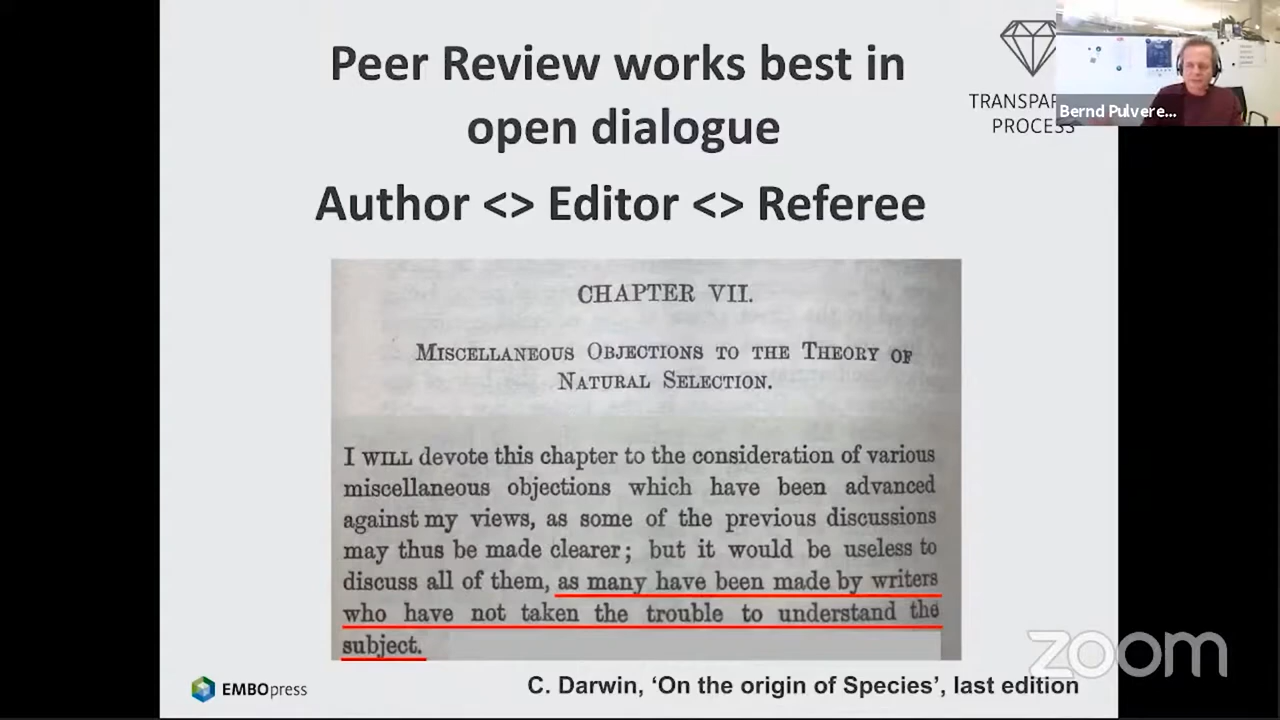 Peer Review works best in
open dialogue
Author <> Editor <> Referee
TRANSPA
PROCESS
Bernd Pulvere...
CHAPTER VII.
MISCELLANEOUS OBJECTIONS TO THE THEORY OF
NATURAL SELECTION.
I WILL devote this chapter to the consideration of various
miscellaneous objections which have been advanced
against my views, as some of the previous discussions
may thus be made clearer; but it would be useless to
discuss all of them, as many have been made by writers
who have not taken the trouble to understand the
subject.
EMBOpress
C. Darwin, ‘On the origin of Species’, last edition
zoom